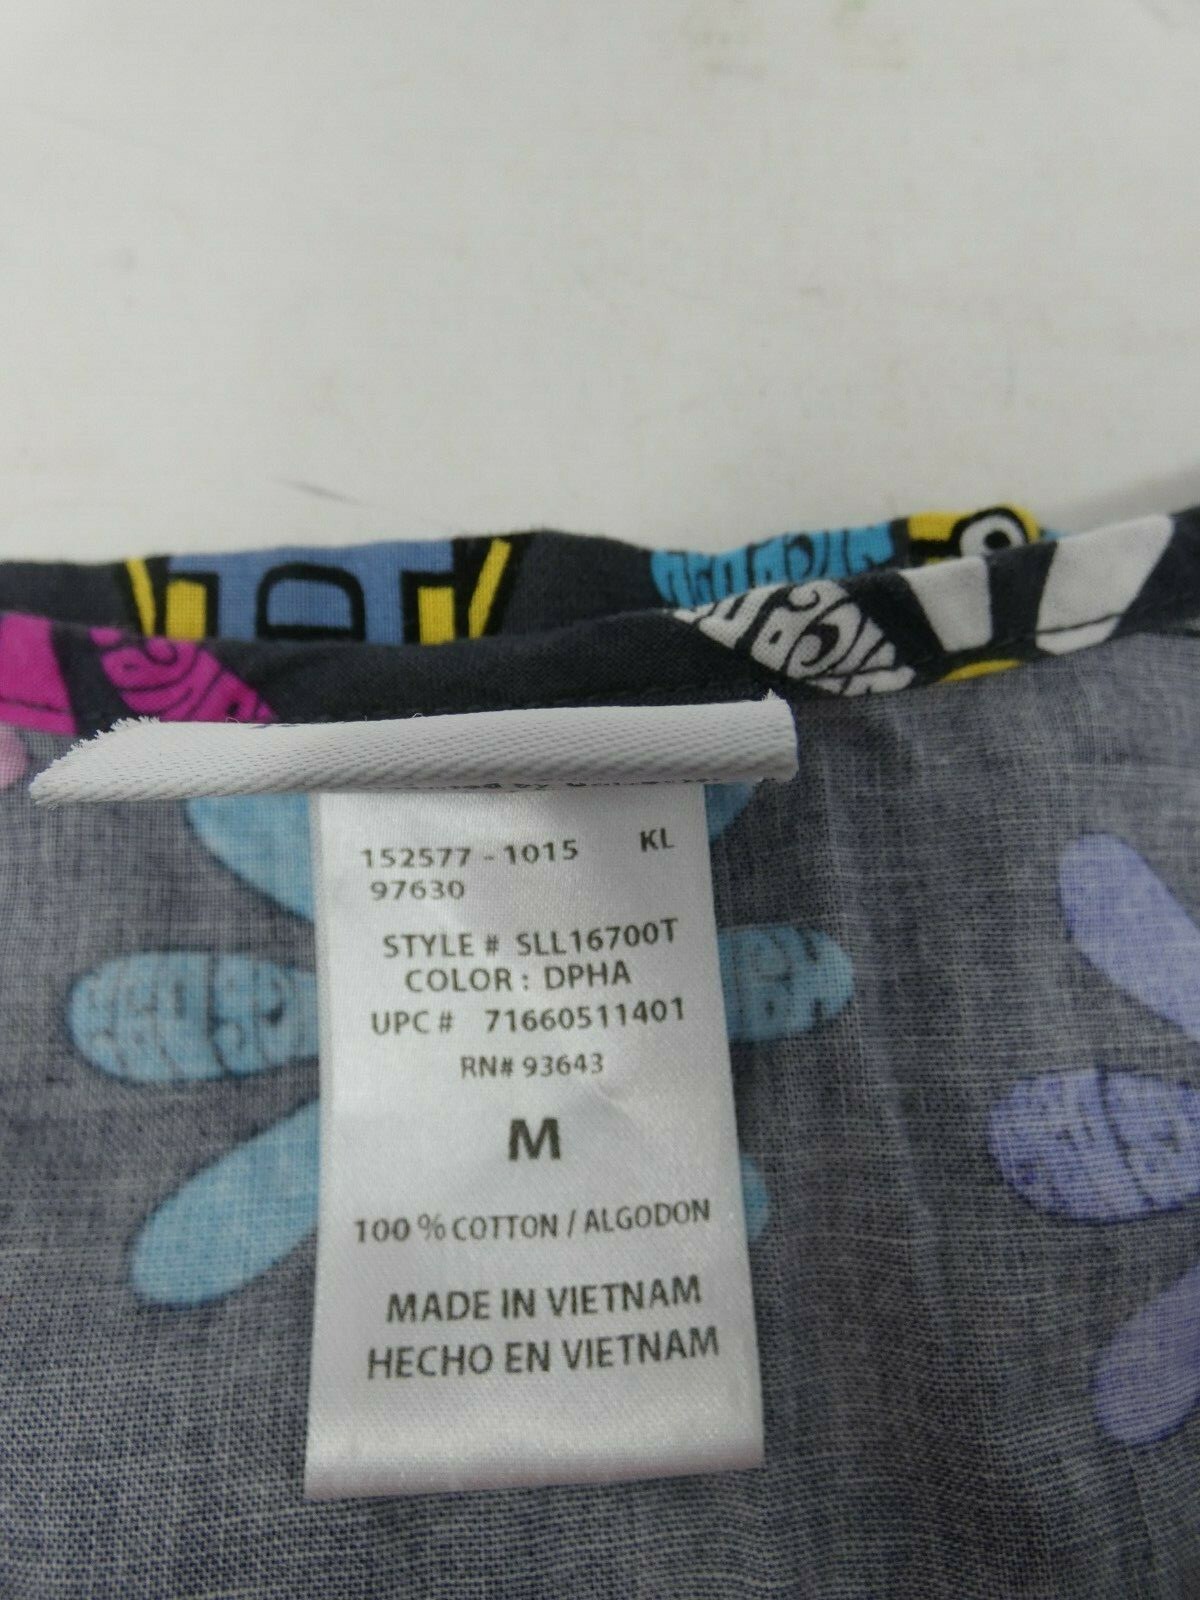 152577 - 1015 KL
97630
STYLE # SLL16700T
COLOR : DPHA
UPC # 71660511401
RN# 93643
M
100 % COTTON / ALGODON
MADE IN VIETNAM
HECHO EN VIETNAM